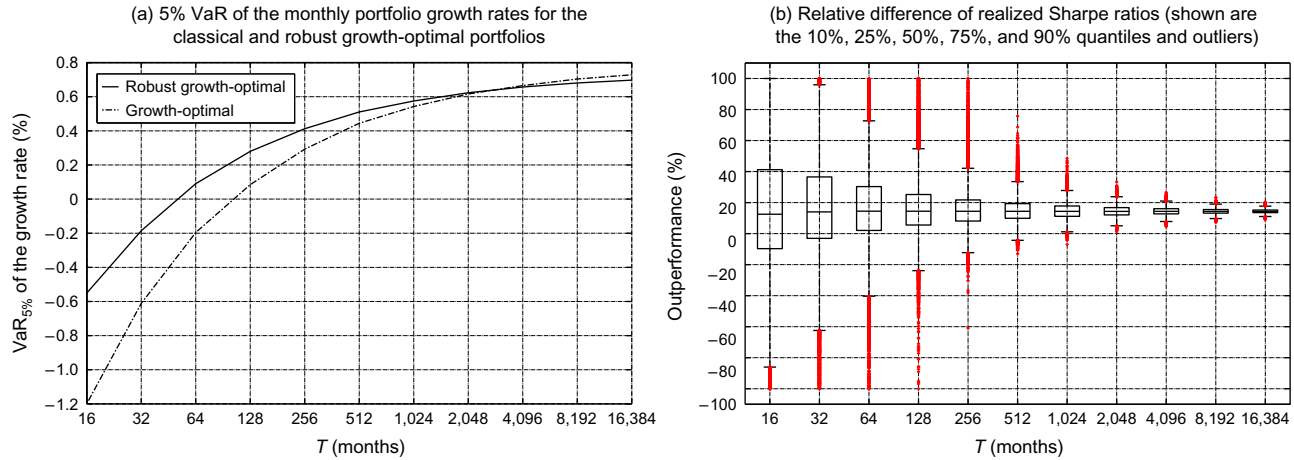 (a) 5% VaR of the monthly portfolio growth rates for the
classical and robust growth-optimal portfolios
0.8
0.6
0.4
0.2
0
−0.2
−0.4
−0.6
−0.8
−1.0
−1.2
VaR5% of the growth rate (%)
Robust growth-optimal
Growth-optimal
16 32 64 128 256 512 1,024 2,048 4,096 8,192 16,384
T (months)
(b) Relative difference of realized Sharpe ratios (shown are
the 10%, 25%, 50%, 75%, and 90% quantiles and outliers)
100
80
60
40
20
0
−20
−40
−60
−80
−100
Outperformance (%)
16 32 64 128 256 512 1,024 2,048 4,096 8,192 16,384
T (months)